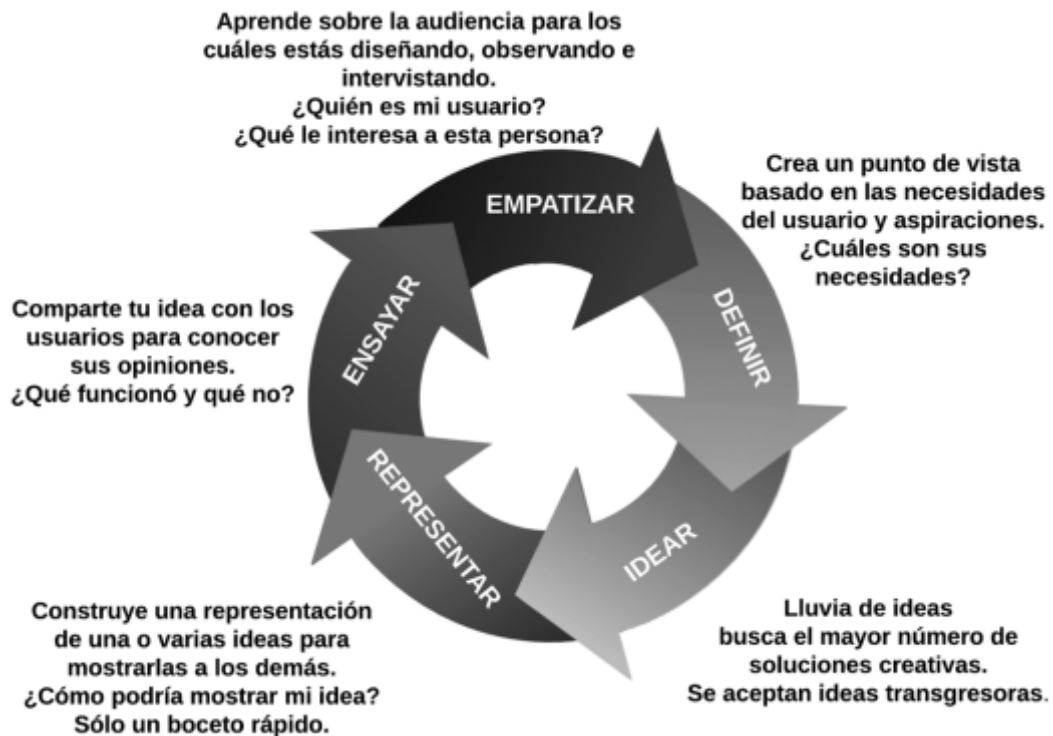 Aprende sobre la audiencia para los
cuáles estás diseñando, observando e
intervistando.
¿Quién es mi usuario?
¿Qué le interesa a esta persona?
EMPATIZAR
Crea un punto de vista
basado en las necesidades
del usuario y aspiraciones.
¿Cuáles son sus
necesidades?
DEFINIR
Lluvia de ideas
busca el mayor número de
soluciones creativas.
Se aceptan ideas transgresoras.
IDEAR
Construye una representación
de una o varias ideas para
mostrarlas a los demás.
¿Cómo podría mostrar mi idea?
Sólo un boceto rápido.
REPRESENTAR
Comparte tu idea con los
usuarios para conocer
sus opiniones.
¿Qué funcionó y qué no?
ENSAYAR